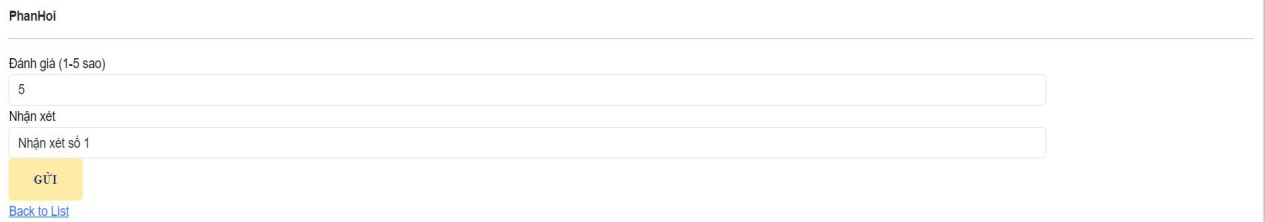 PhanHoi
Đánh giá (1-5 sao)
5
Nhận xét
Nhận xét số 1
GỬI
Back to List